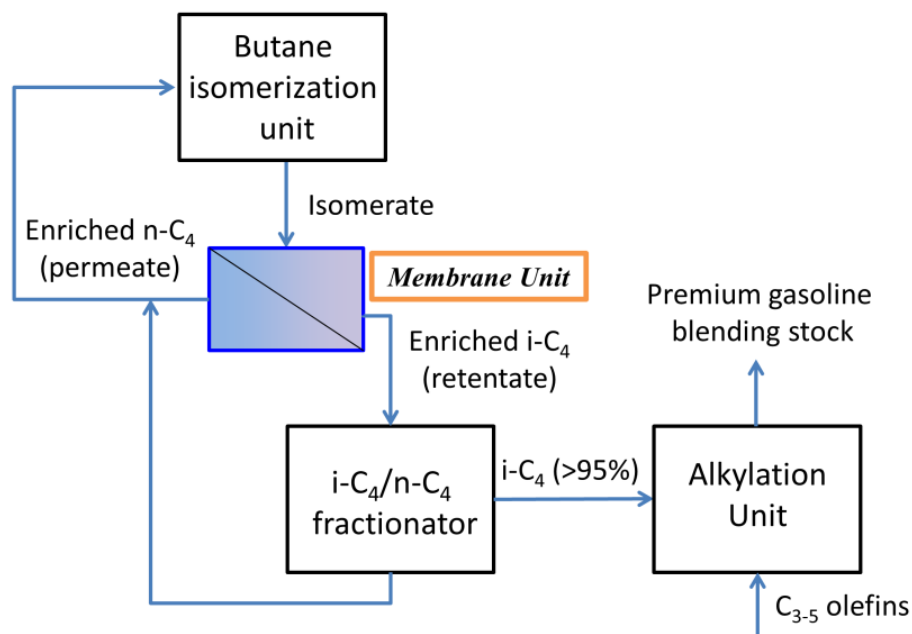 Butane
isomerization
unit
Isomerate
Enriched n-C₄
(permeate)
Membrane Unit
Enriched i-C₄
(retentate)
Premium gasoline
blending stock
i-C₄/n-C₄
fractionator
i-C₄ (>95%)
Alkylation
Unit
C₃₋₅ olefins